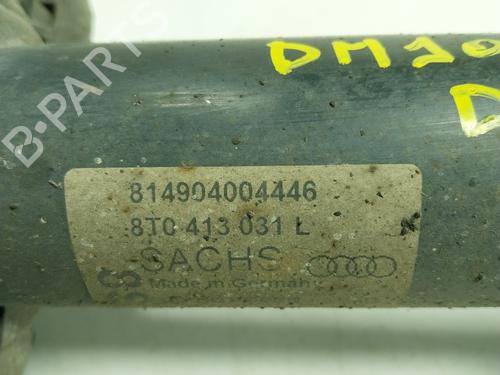 DM10
D
B-PARTS
814904004446
8T0 413 031 L
SACHS
Made in Germany